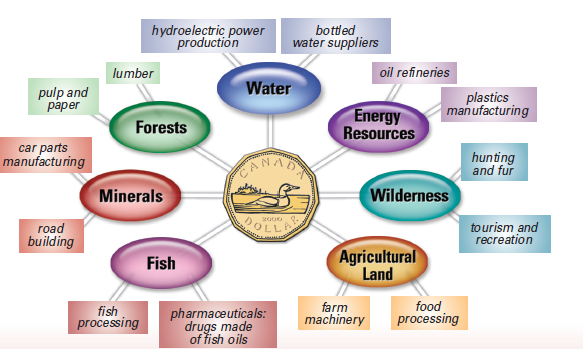 hydroelectric power
production
bottled
water suppliers
Water
lumber
pulp and
paper
Forests
oil refineries
plastics
manufacturing
Energy
Resources
car parts
manufacturing
road
building
Minerals
CANADA
2000
DOLLAR
hunting
and fur
tourism and
recreation
Wilderness
Fish
fish
processing
pharmaceuticals:
drugs made
of fish oils
Agricultural
Land
farm
machinery
food
processing